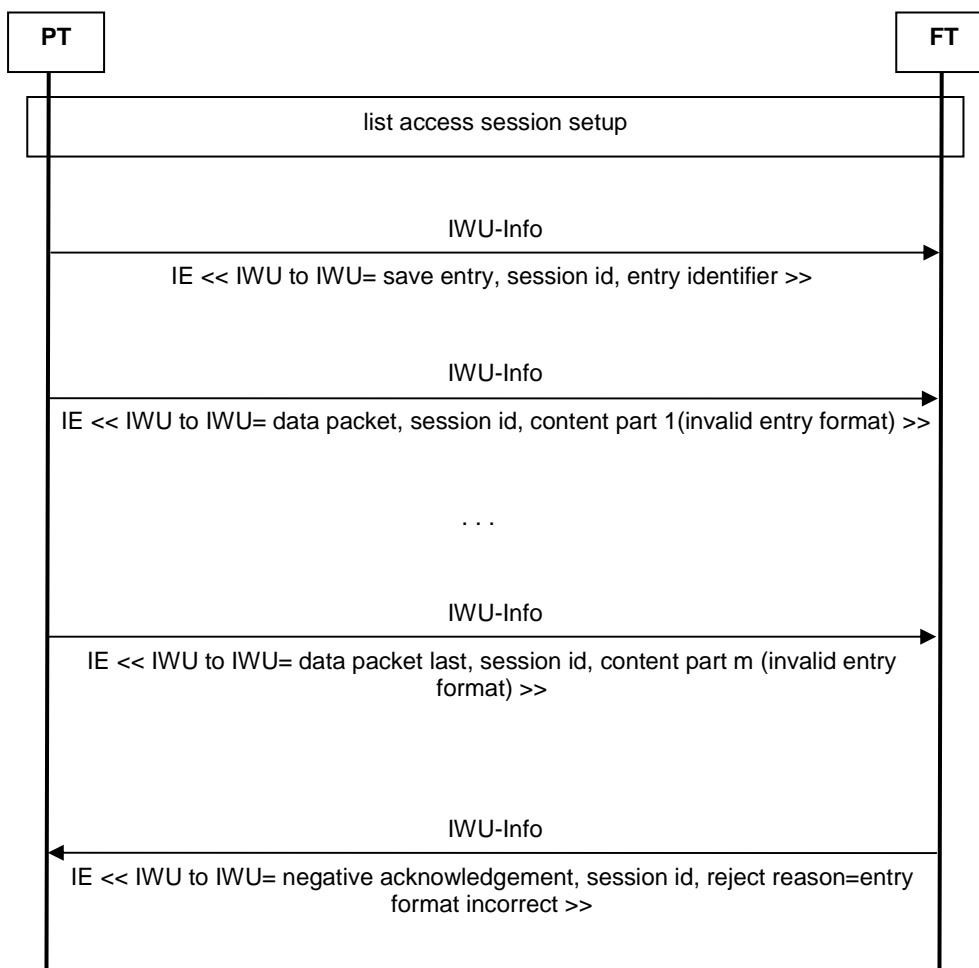 PT
FT
list access session setup
IWU-Info
IE << IWU to IWU= save entry, session id, entry identifier >>
IWU-Info
IE << IWU to IWU= data packet, session id, content part 1(invalid entry format) >>
. . .
IWU-Info
IE << IWU to IWU= data packet last, session id, content part m (invalid entry
format) >>
IWU-Info
IE << IWU to IWU= negative acknowledgement, session id, reject reason=entry
format incorrect >>